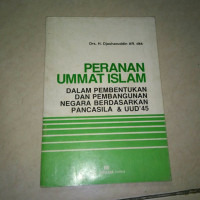 PERANAN
UMMAT ISLAM
DALAM PEMBENTUKAN
DAN PEMBANGUNAN
NEGARA BERDASARKAN
PANCASILA & UUD'45